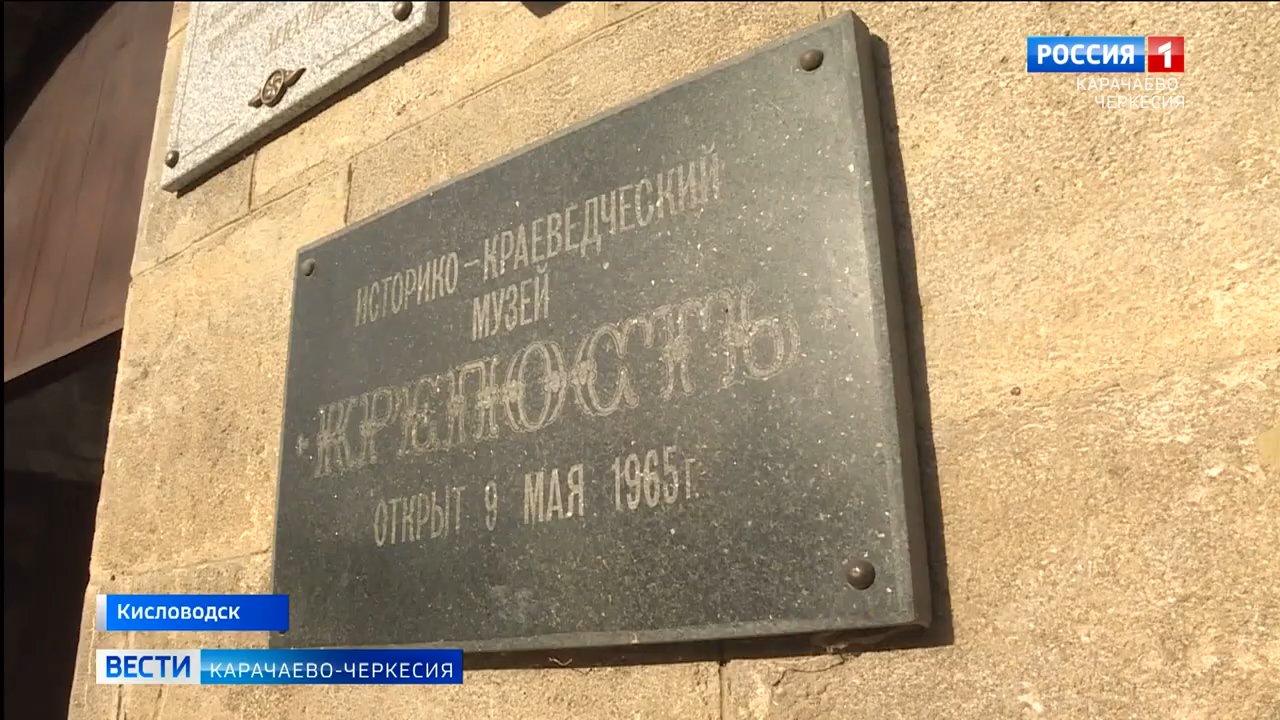 РОССИЯ 1
КАРАЧАЕВО-
ЧЕРКЕСИЯ
ИСТОРИКО-КРАЕВЕДЧЕСКИЙ
МУЗЕЙ
"КРЕПОСТЬ"
ОТКРЫТ 9 МАЯ 1965г.
Кисловодск
ВЕСТИ КАРАЧАЕВО-ЧЕРКЕСИЯ